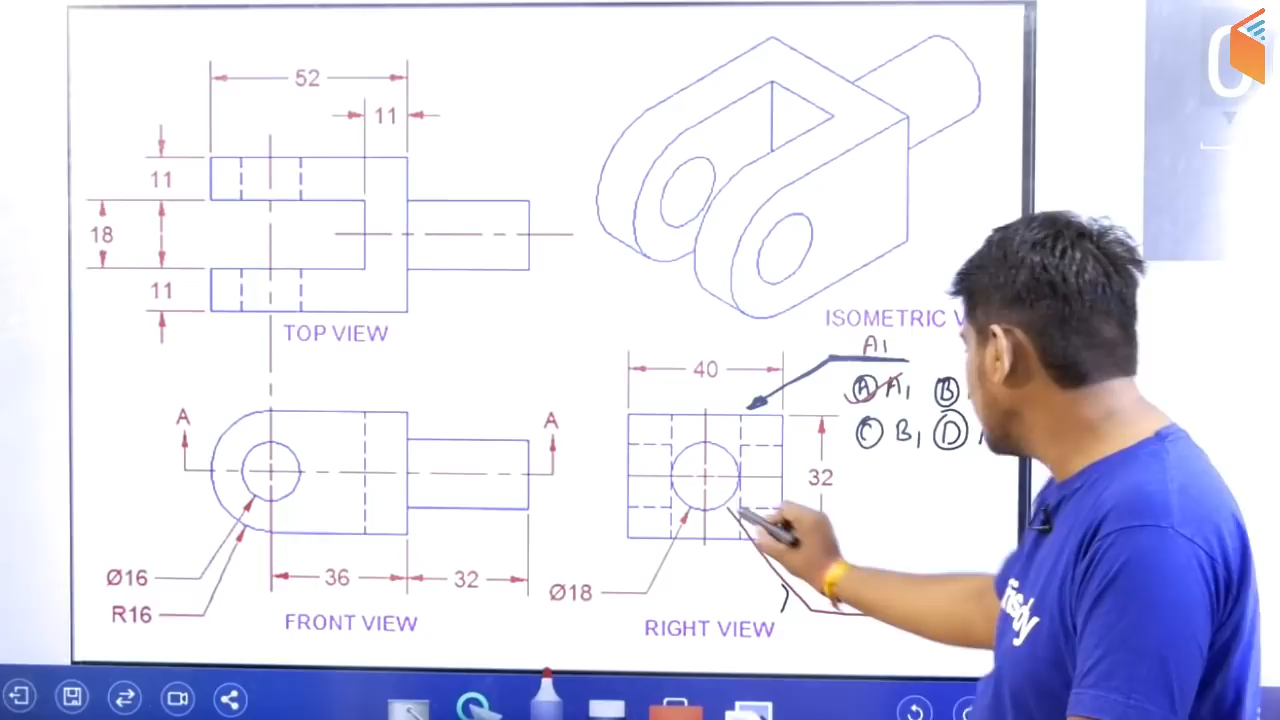 52
11
11
18
11
TOP VIEW
ISOMETRIC V
A1
Ⓐ A1 Ⓑ
Ⓒ B1 Ⓓ
40
32
A
A
Ø16
R16
36
32
Ø18
FRONT VIEW
RIGHT VIEW